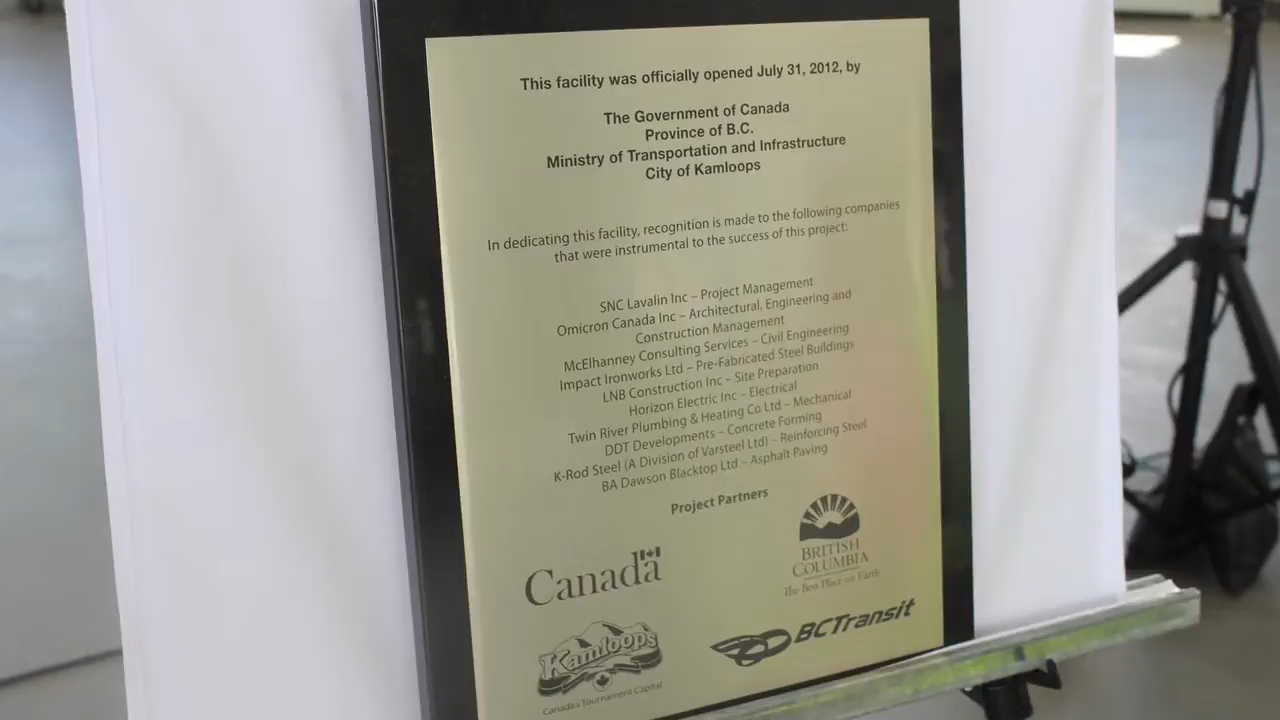 This facility was officially opened July 31, 2012, by
The Government of Canada
Province of B.C.
Ministry of Transportation and Infrastructure
City of Kamloops
In dedicating this facility, recognition is made to the following companies
that were instrumental to the success of this project:
SNC Lavalin Inc – Project Management
Omicron Canada Inc – Architectural, Engineering and
Construction Management
McElhanney Consulting Services – Civil Engineering
Impact Ironworks Ltd – Pre-Fabricated Steel Buildings
LNB Construction Inc – Site Preparation
Horizon Electric Inc – Electrical
Twin River Plumbing & Heating Co Ltd – Mechanical
DDT Developments – Concrete Forming
K-Rod Steel (A Division of Varsteel Ltd) – Reinforcing Steel
BA Dawson Blacktop Ltd – Asphalt Paving
Project Partners
Canada
BRITISH
COLUMBIA
The Best Place on Earth
Kamloops
Canada's Tournament Capital
BCTransit